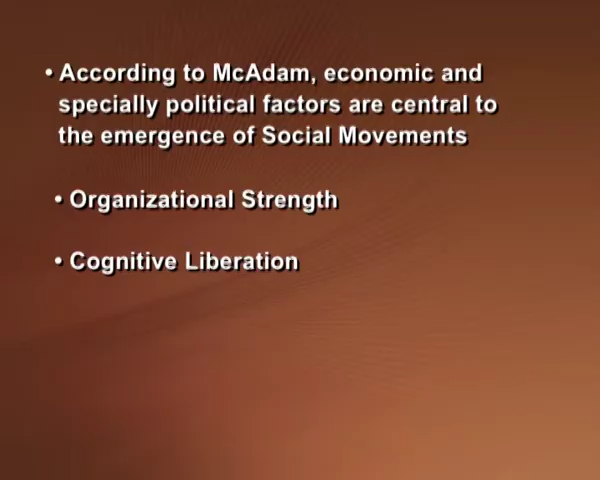 • According to McAdam, economic and
specially political factors are central to
the emergence of Social Movements
• Organizational Strength
• Cognitive Liberation